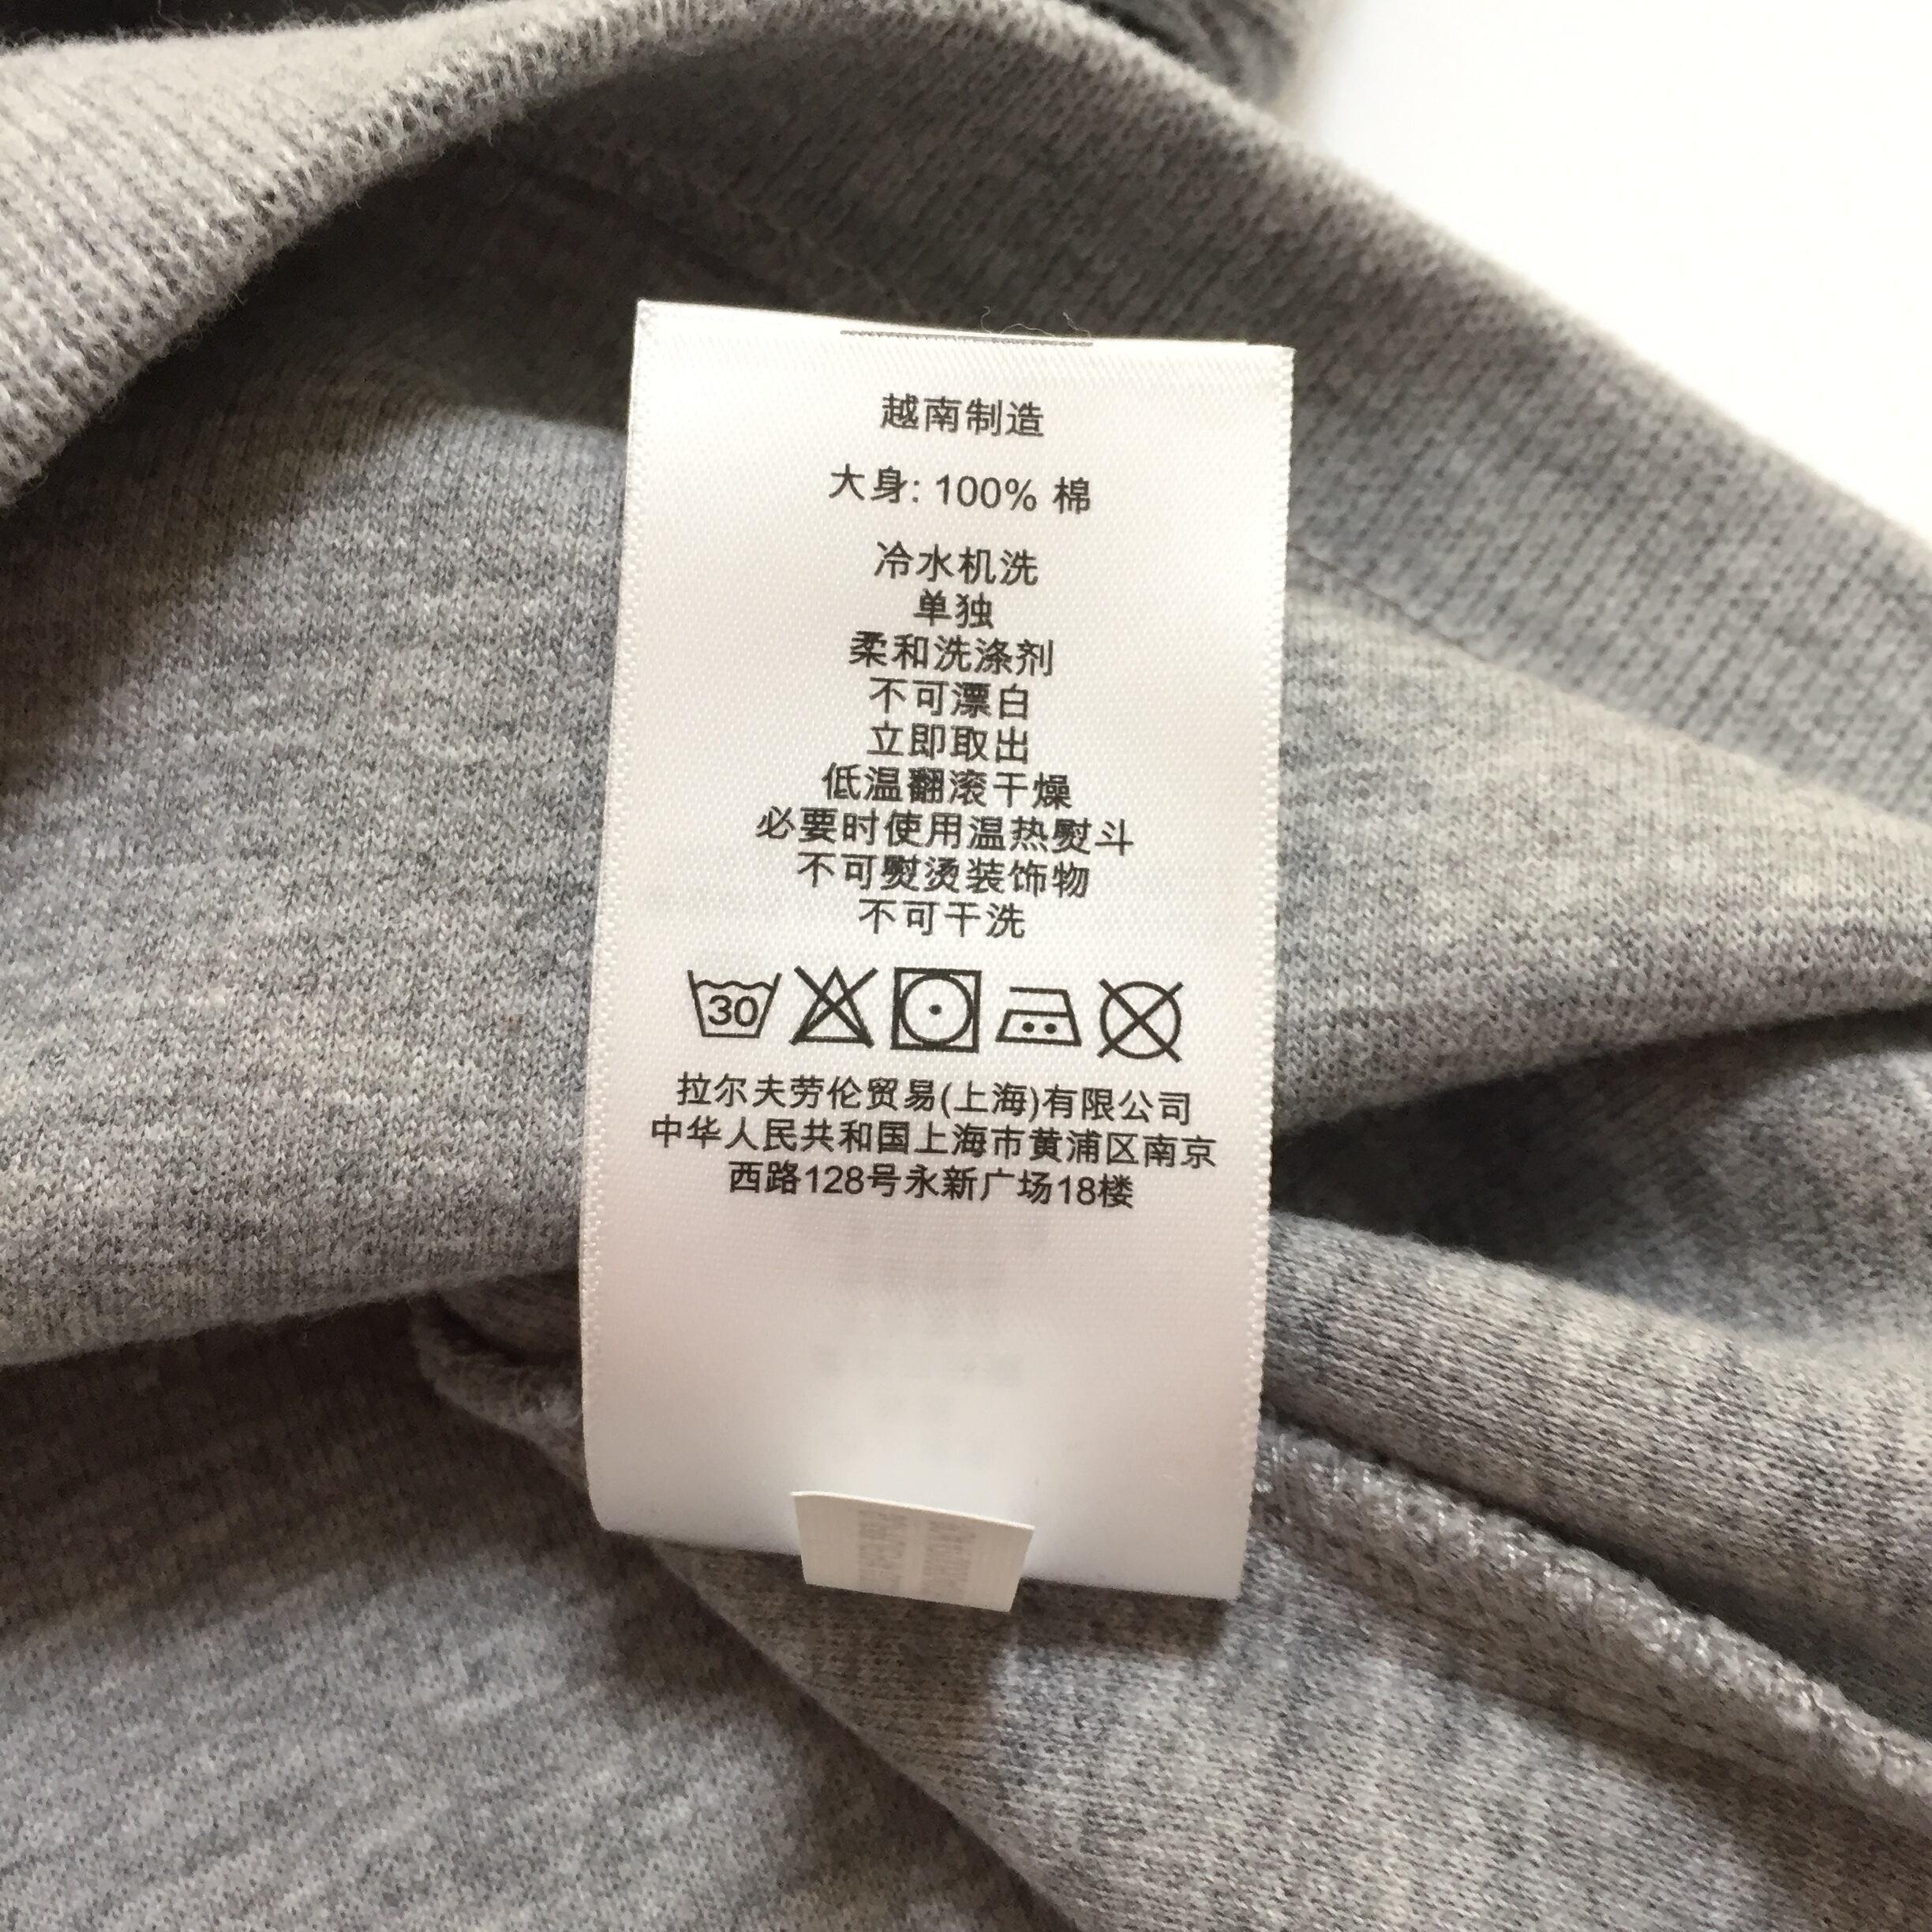 越南制造
大身: 100% 棉
冷水机洗
单独
柔和洗涤剂
不可漂白
立即取出
低温翻滚干燥
必要时使用温热熨斗
不可熨烫装饰物
不可干洗
30
拉尔夫劳伦贸易(上海)有限公司
中华人民共和国上海市黄浦区南京
西路128号永新广场18楼